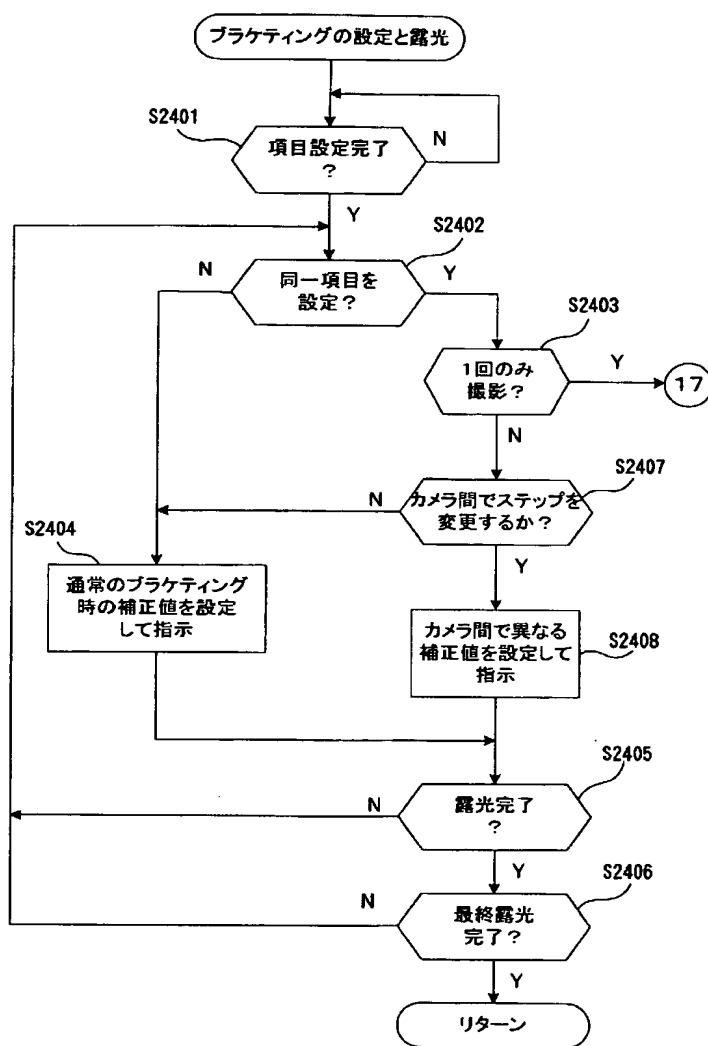 ブラケティングの設定と露光
S2401
項目設定完了
?
N
Y
S2402
N
同一項目を
設定?
Y
S2403
1回のみ
撮影?
Y
17
N
S2407
N
カメラ間でステップを
変更するか?
Y
S2404
通常のブラケティング
時の補正値を設定
して指示
カメラ間で異なる
補正値を設定して
指示
S2408
S2405
N
露光完了
?
Y
S2406
N
最終露光
完了?
Y
リターン